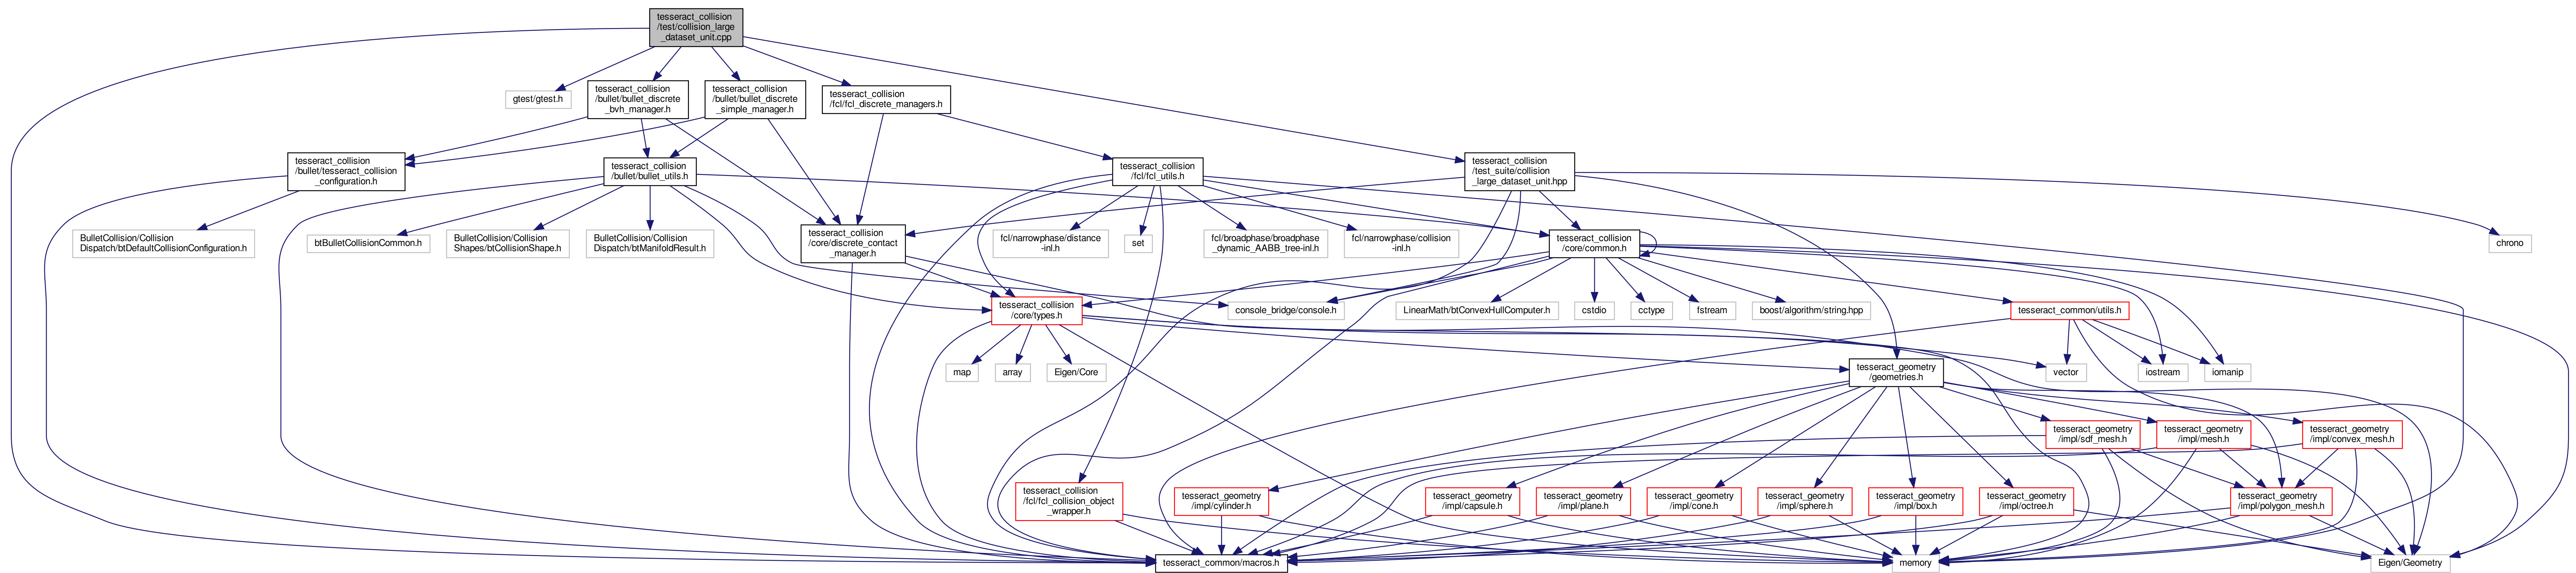 tesseract_collision
/test/collision_large
_dataset_unit.cpp
gtest/gtest.h
tesseract_collision
/bullet/bullet_discrete
_bvh_manager.h
tesseract_collision
/bullet/bullet_discrete
_simple_manager.h
tesseract_collision
/fcl/fcl_discrete_managers.h
tesseract_collision
/bullet/tesseract_collision
_configuration.h
tesseract_collision
/bullet/bullet_utils.h
tesseract_collision
/fcl/fcl_utils.h
tesseract_collision
/test_suite/collision
_large_dataset_unit.hpp
BulletCollision/Collision
Dispatch/btDefaultCollisionConfiguration.h
btBulletCollisionCommon.h
BulletCollision/Collision
Shapes/btCollisionShape.h
BulletCollision/Collision
Dispatch/btManifoldResult.h
tesseract_collision
/core/discrete_contact
_manager.h
fcl/narrowphase/distance
-inl.h
set
fcl/broadphase/broadphase
_dynamic_AABB_tree-inl.h
fcl/narrowphase/collision
-inl.h
tesseract_collision
/core/common.h
chrono
tesseract_collision
/core/types.h
console_bridge/console.h
LinearMath/btConvexHullComputer.h
cstdio
cctype
fstream
boost/algorithm/string.hpp
tesseract_common/utils.h
map
array
Eigen/Core
tesseract_geometry
/geometries.h
vector
iostream
iomanip
tesseract_geometry
/impl/sdf_mesh.h
tesseract_geometry
/impl/mesh.h
tesseract_geometry
/impl/convex_mesh.h
tesseract_collision
/fcl/fcl_collision_object
_wrapper.h
tesseract_geometry
/impl/cylinder.h
tesseract_geometry
/impl/capsule.h
tesseract_geometry
/impl/plane.h
tesseract_geometry
/impl/cone.h
tesseract_geometry
/impl/sphere.h
tesseract_geometry
/impl/box.h
tesseract_geometry
/impl/octree.h
tesseract_geometry
/impl/polygon_mesh.h
tesseract_common/macros.h
memory
Eigen/Geometry